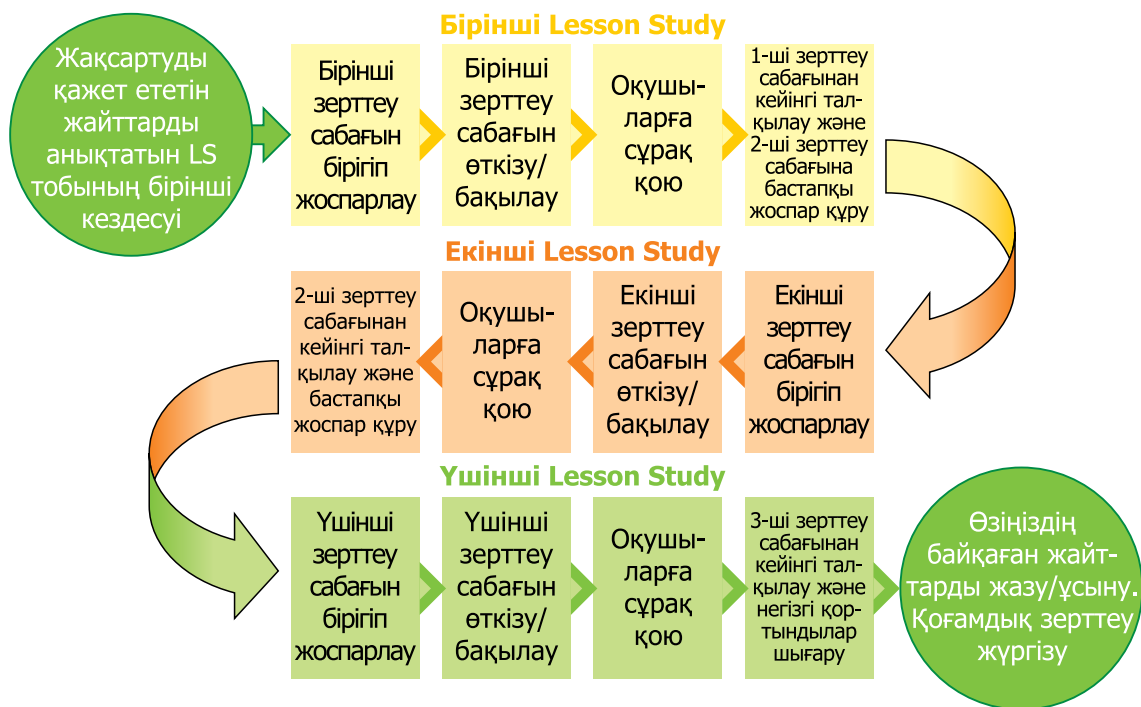 Бірінші Lesson Study
Жақсартуды
қажет ететін
жайттарды
анықтатын LS
тобының бірінші
кездесуі
Бірінші
зерттеу
сабағын
бірігіп
жоспарлау
Бірінші
зерттеу
сабағын
өткізу/
бақылау
Оқушы-
ларға
сұрақ
қою
1-ші зерттеу
сабағынан
кейінгі тал-
қылау және
2-ші зерттеу
сабағына
бастапқы
жоспар құру
Екінші Lesson Study
Екінші
зерттеу
сабағын
бірігіп
жоспарлау
Екінші
зерттеу
сабағын
өткізу/
бақылау
Оқушы-
ларға
сұрақ
қою
2-ші зерттеу
сабағынан
кейінгі тал-
қылау және
бастапқы
жоспар құру
Үшінші Lesson Study
Үшінші
зерттеу
сабағын
бірігіп
жоспарлау
Үшінші
зерттеу
сабағын
өткізу/
бақылау
Оқушы-
ларға
сұрақ
қою
3-ші зерттеу
сабағынан
кейінгі тал-
қылау және
негізгі қор-
тындылар
шығару
Өзіңіздің
байқаған жайт-
тарды жазу/ұсыну.
Қоғамдық зерттеу
жүргізу